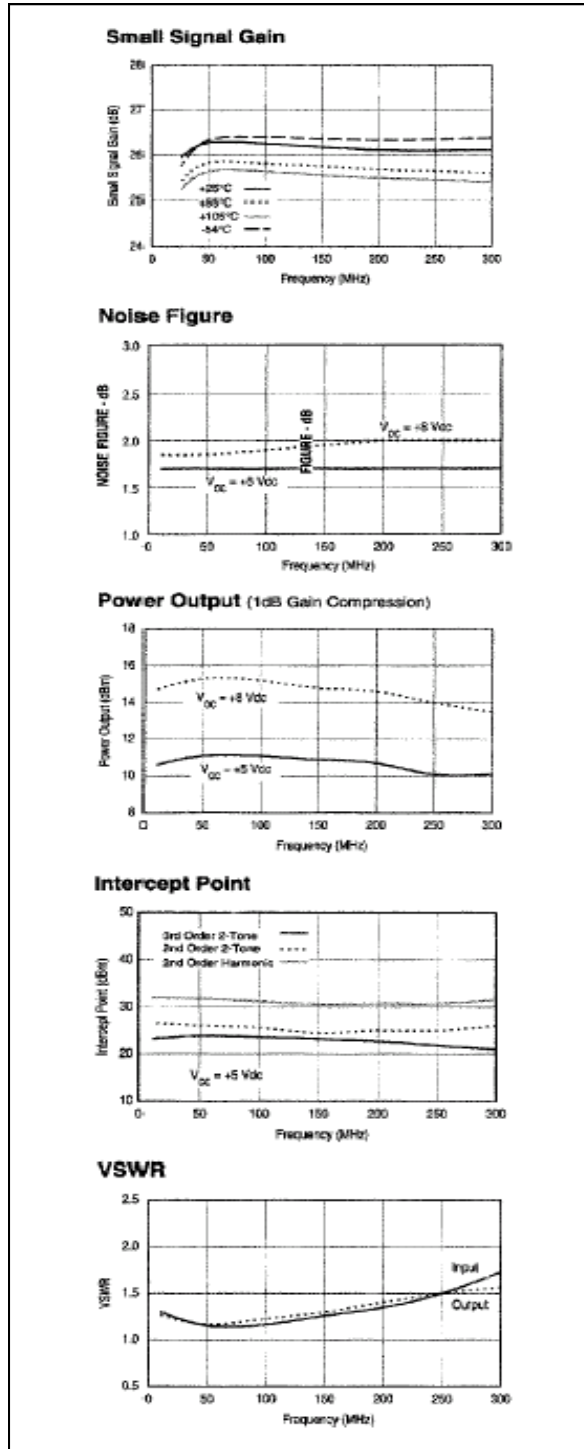 Small Signal Gain
28
27
26
25
24
Small Signal Gain (dB)
+25°C
+85°C
+105°C
-54°C
0 50 100 150 200 250 300
Frequency (MHz)
Noise Figure
3.0
2.5
2.0
1.5
1.0
NOISE FIGURE - dB
FIGURE - dB
VDC = +8 Vdc
VDC = +5 Vdc
0 50 100 150 200 250 300
Frequency (MHz)
Power Output (1dB Gain Compression)
18
16
14
12
10
8
Power Output (dBm)
VDC = +8 Vdc
VDC = +5 Vdc
0 50 100 150 200 250 300
Frequency (MHz)
Intercept Point
50
40
30
20
10
Intercept Point (dBm)
3rd Order 2-Tone
2nd Order 2-Tone
2nd Order Harmonic
VDC = +5 Vdc
0 50 100 150 200 250 300
Frequency (MHz)
VSWR
2.5
2.0
1.5
1.0
0.5
VSWR
Input
Output
0 50 100 150 200 250 300
Frequency (MHz)